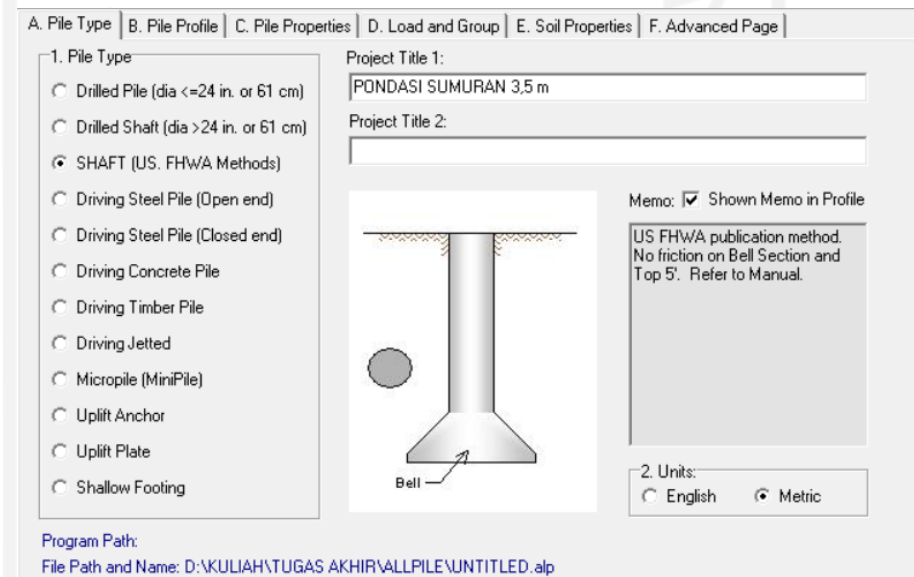 A. Pile Type B. Pile Profile C. Pile Properties D. Load and Group E. Soil Properties F. Advanced Page
1. Pile Type
Drilled Pile (dia <=24 in. or 61 cm)
Drilled Shaft (dia >24 in. or 61 cm)
SHAFT (US. FHWA Methods)
Driving Steel Pile (Open end)
Driving Steel Pile (Closed end)
Driving Concrete Pile
Driving Timber Pile
Driving Jetted
Micropile (MiniPile)
Uplift Anchor
Uplift Plate
Shallow Footing
Project Title 1:
PONDASI SUMURAN 3,5 m
Project Title 2:
Bell
Memo: Shown Memo in Profile
US FHWA publication method.
No friction on Bell Section and
Top 5'. Refer to Manual.
2. Units:
English Metric
Program Path:
File Path and Name: D:\KULIAH\TUGAS AKHIR\ALLPILE\UNTITLED.alp